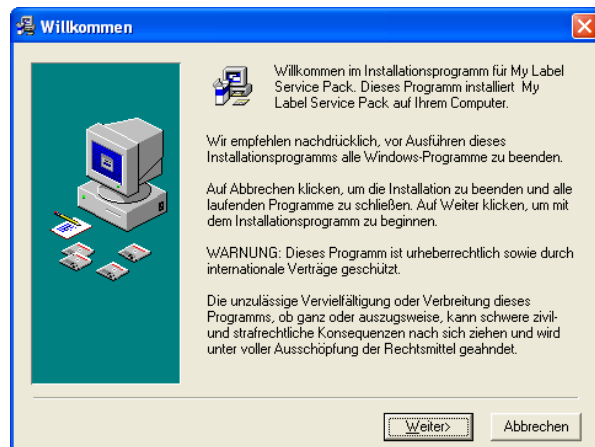 Willkommen
Willkommen im Installationsprogramm für My Label
Service Pack. Dieses Programm installiert My
Label Service Pack auf Ihrem Computer.
Wir empfehlen nachdrücklich, vor Ausführen dieses
Installationsprogramms alle Windows-Programme zu beenden.
Auf Abbrechen klicken, um die Installation zu beenden und alle
laufenden Programme zu schließen. Auf Weiter klicken, um mit
dem Installationsprogramm zu beginnen.
WARNUNG: Dieses Programm ist urheberrechtlich sowie durch
internationale Verträge geschützt.
Die unzulässige Vervielfältigung oder Verbreitung dieses
Programms, ob ganz oder auszugsweise, kann schwere zivil-
und strafrechtliche Konsequenzen nach sich ziehen und wird
unter voller Ausschöpfung der Rechtsmittel geahndet.
Weiter>
Abbrechen